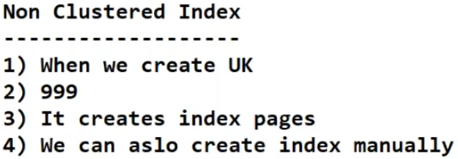 Non Clustered Index
-------------------
1) When we create UK
2) 999
3) It creates index pages
4) We can aslo create index manually